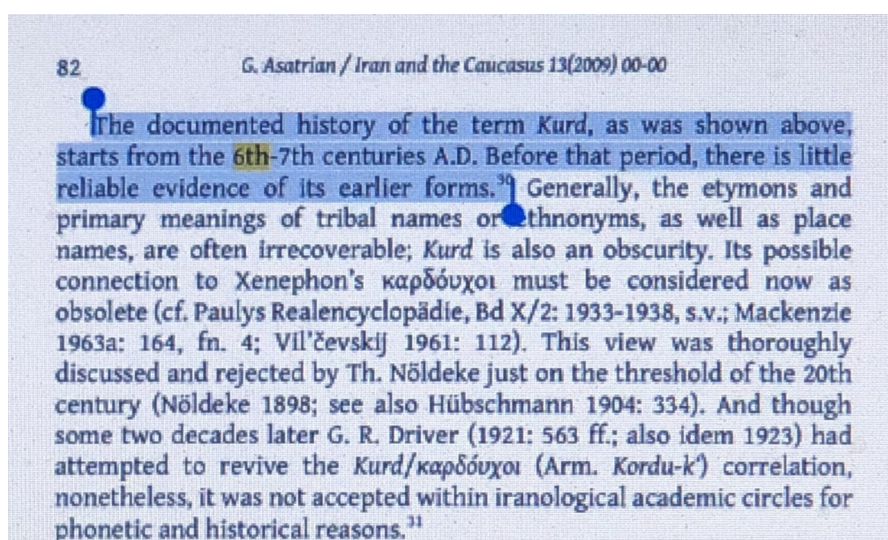 82 G. Asatrian / Iran and the Caucasus 13(2009) 00-00
The documented history of the term Kurd, as was shown above,
starts from the 6th-7th centuries A.D. Before that period, there is little
reliable evidence of its earlier forms.³⁰ Generally, the etymons and
primary meanings of tribal names or ethnonyms, as well as place
names, are often irrecoverable; Kurd is also an obscurity. Its possible
connection to Xenephon's καρδούχοι must be considered now as
obsolete (cf. Paulys Realencyclopädie, Bd X/2: 1933-1938, s.v.; Mackenzie
1963a: 164, fn. 4; Vil'čevskij 1961: 112). This view was thoroughly
discussed and rejected by Th. Nöldeke just on the threshold of the 20th
century (Nöldeke 1898; see also Hübschmann 1904: 334). And though
some two decades later G. R. Driver (1921: 563 ff.; also idem 1923) had
attempted to revive the Kurd/καρδούχοι (Arm. Kordu-k‘) correlation,
nonetheless, it was not accepted within iranological academic circles for
phonetic and historical reasons.³¹